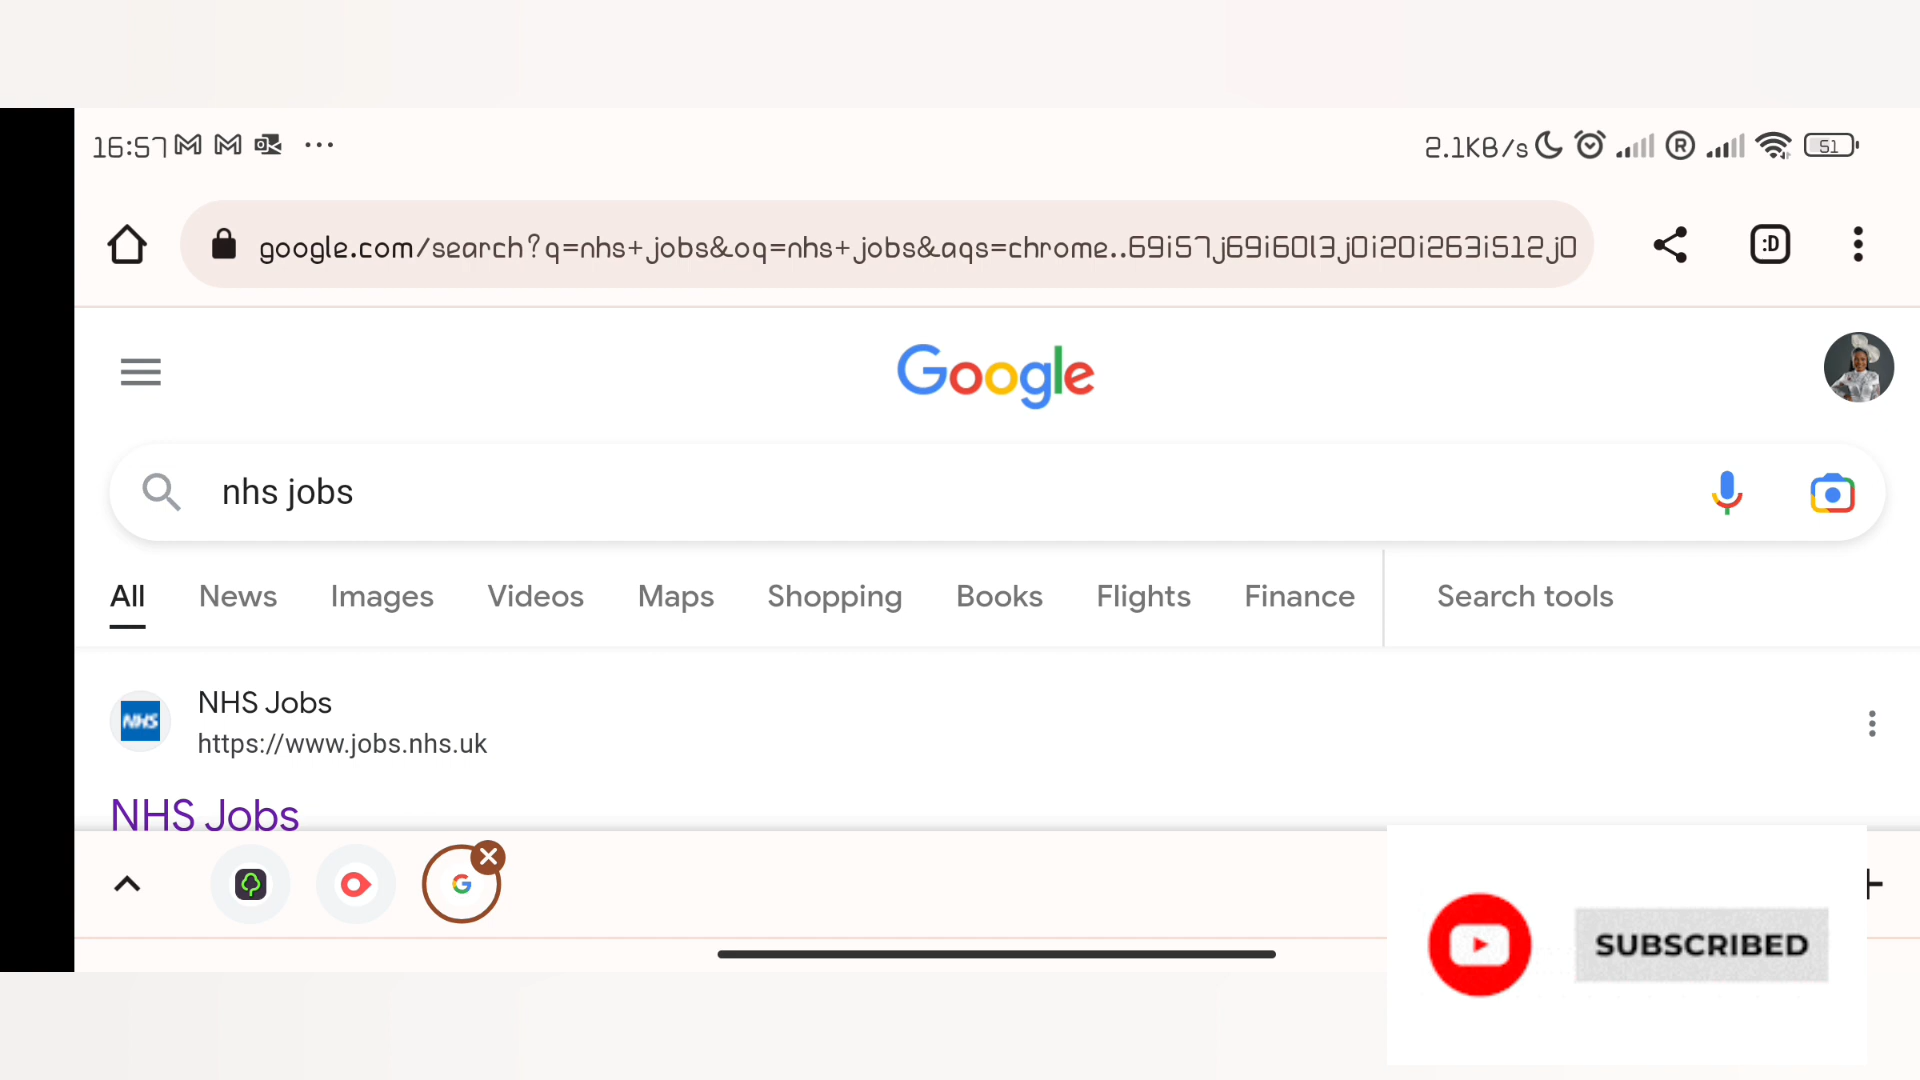 16:57
2.1KB/s
R
51
google.com/search?q=nhs+jobs&oq=nhs+jobs&aqs=chrome..69i57j69i60l3j0i20i263i512.j0
:D
Google
nhs jobs
All News Images Videos Maps Shopping Books Flights Finance Search tools
NHS
NHS Jobs
https://www.jobs.nhs.uk
NHS Jobs
G
SUBSCRIBED